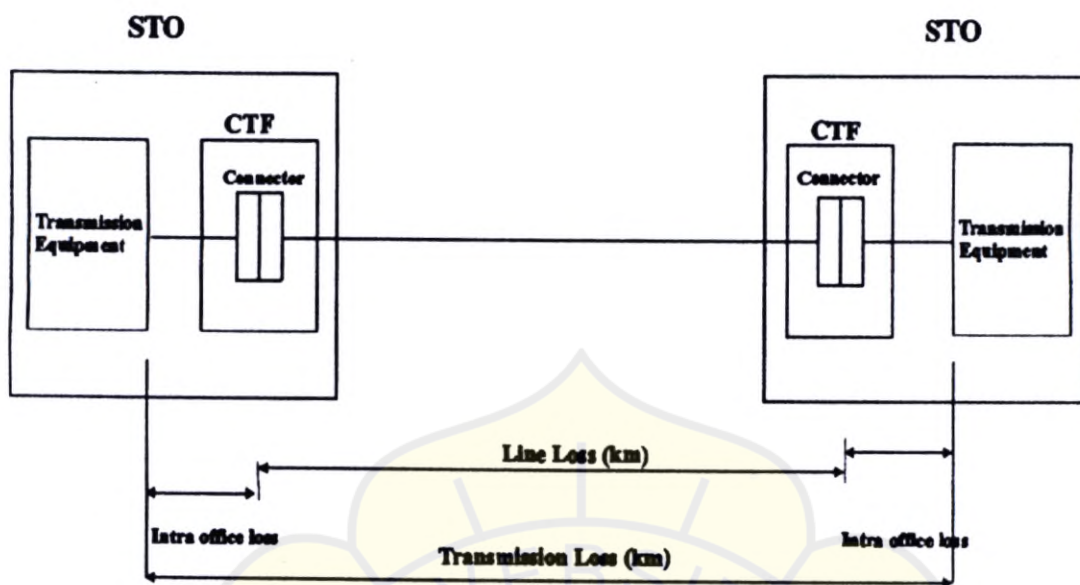 STO
STO
CTF
CTF
Connector
Connector
Transmission
Equipment
Transmission
Equipment
Line Loss (km)
Intra office loss
Intra office loss
Transmission Loss (km)